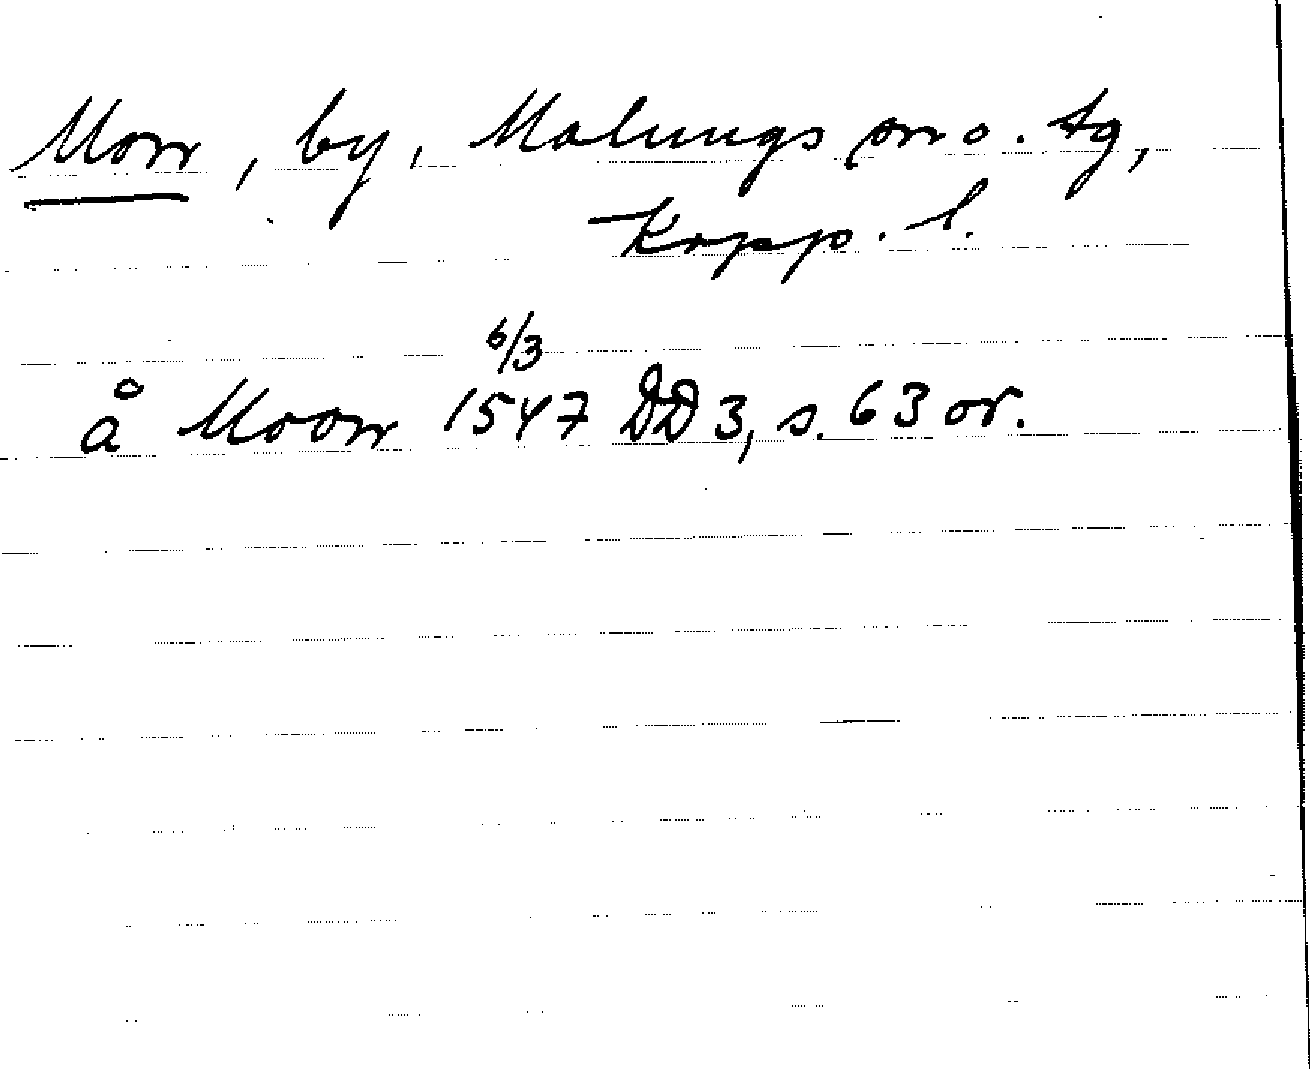 Mon, by, Malungs sn o. tg,
Kopp. l.
6/3
å Moon 1547 DD 3, s. 63 or.